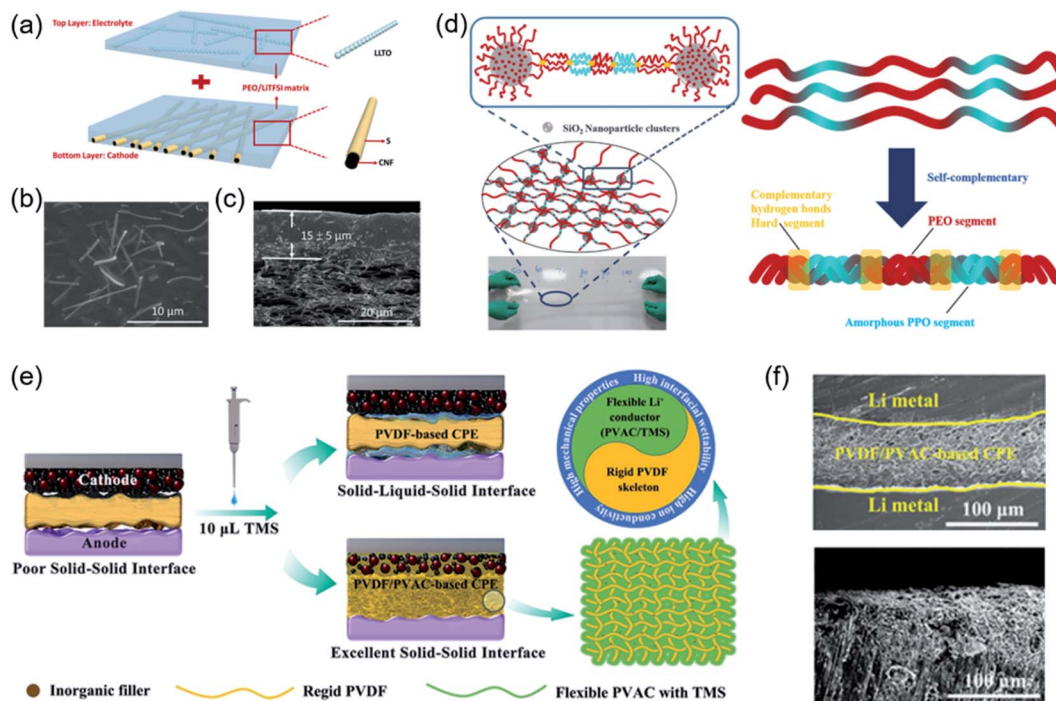 (a)
Top Layer: Electrolyte
LLTO
PEO/LiTFSI
matrix
Bottom Layer: Cathode
S
CNF
(b)
10 µm
(c)
15 ± 5 µm
20 µm
(d)
SiO2 Nanoparticle clusters
Self-complementary
Complementary
hydrogen bonds
Hard segment
PEO segment
Amorphous PPO segment
(e)
Cathode
Anode
Poor Solid-Solid Interface
10 µL TMS
PVDF-based CPE
Solid-Liquid-Solid Interface
PVDF/PVAC-based CPE
Excellent Solid-Solid Interface
High mechanical properties
High interfacial wettability
High ion conductivity
Flexible Li+
conductor
(PVAC/TMS)
Rigid PVDF
skeleton
Inorganic filler
Regid PVDF
Flexible PVAC with TMS
(f)
Li metal
PVDF/PVAC-based CPE
Li metal
100 µm
100 µm